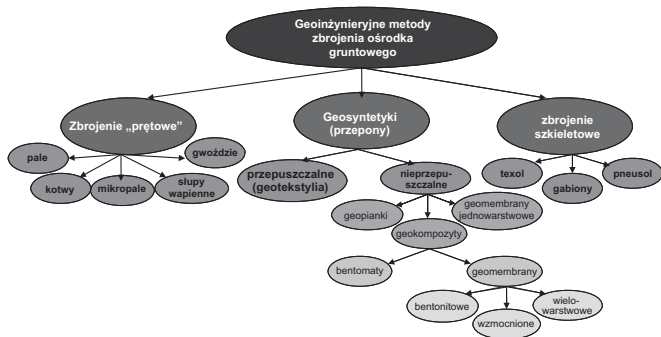 Geoinżynieryjne metody
zbrojenia ośrodka
gruntowego
Zbrojenie „prętowe”
Geosyntetyki
(przepony)
zbrojenie
szkieletowe
pale
kotwy
mikropale
słupy
wapienne
gwoździe
przepuszczalne
(geotekstylia)
nieprzepu-
szczalne
texol
gabiony
pneusol
geopianki
geokompozyty
geomembrany
jednowarstwowe
bentomaty
geomembrany
bentonitowe
wzmocnione
wielo-
warstwowe